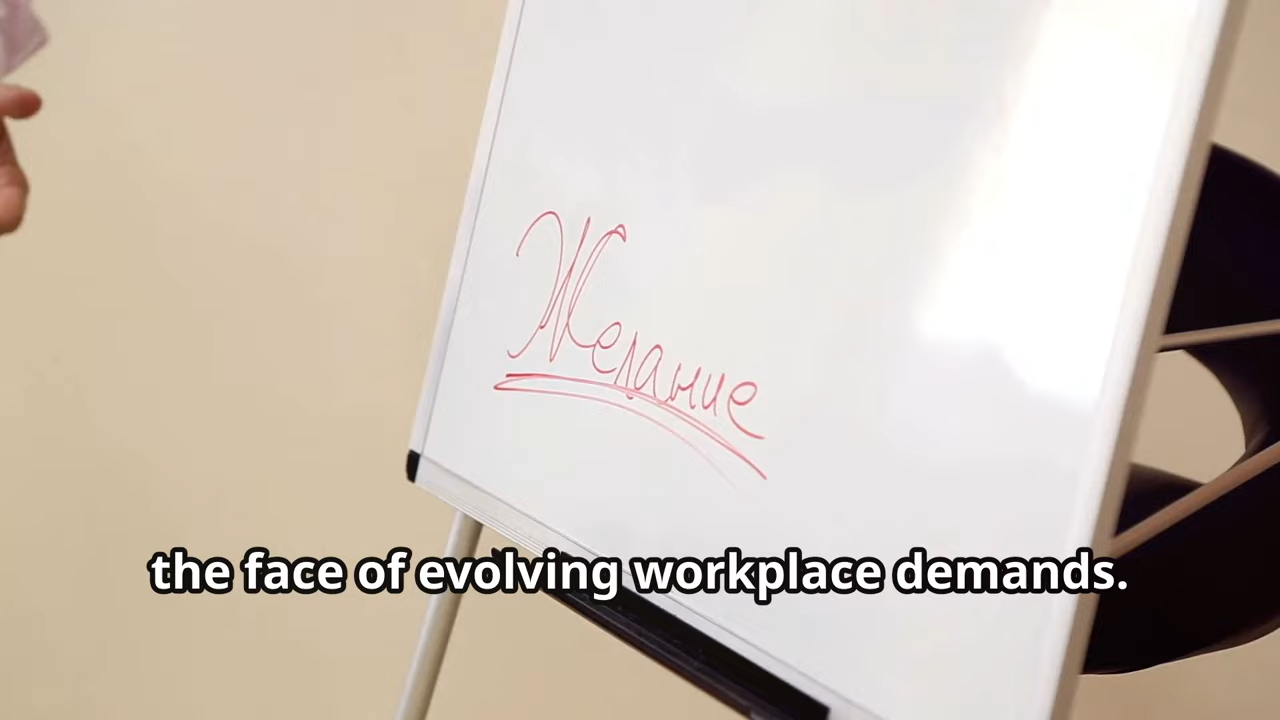 Желание
the face of evolving workplace demands.